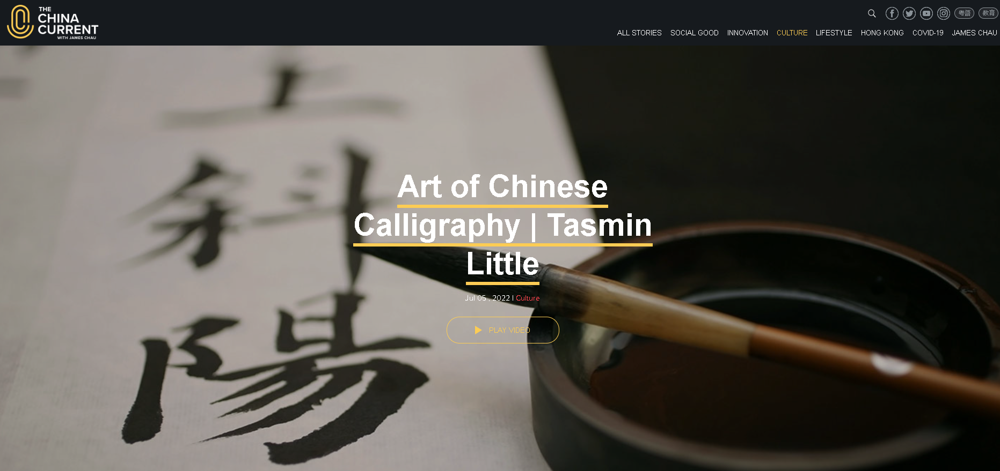 THE
CHINA
CURRENT
WITH JAMES CHAU
粵語
教育
ALL STORIES
SOCIAL GOOD
INNOVATION
CULTURE
LIFESTYLE
HONG KONG
COVID-19
JAMES CHAU
斜
陽
Art of Chinese
Calligraphy | Tasmin
Little
Jul 05 , 2022 | Culture
PLAY VIDEO